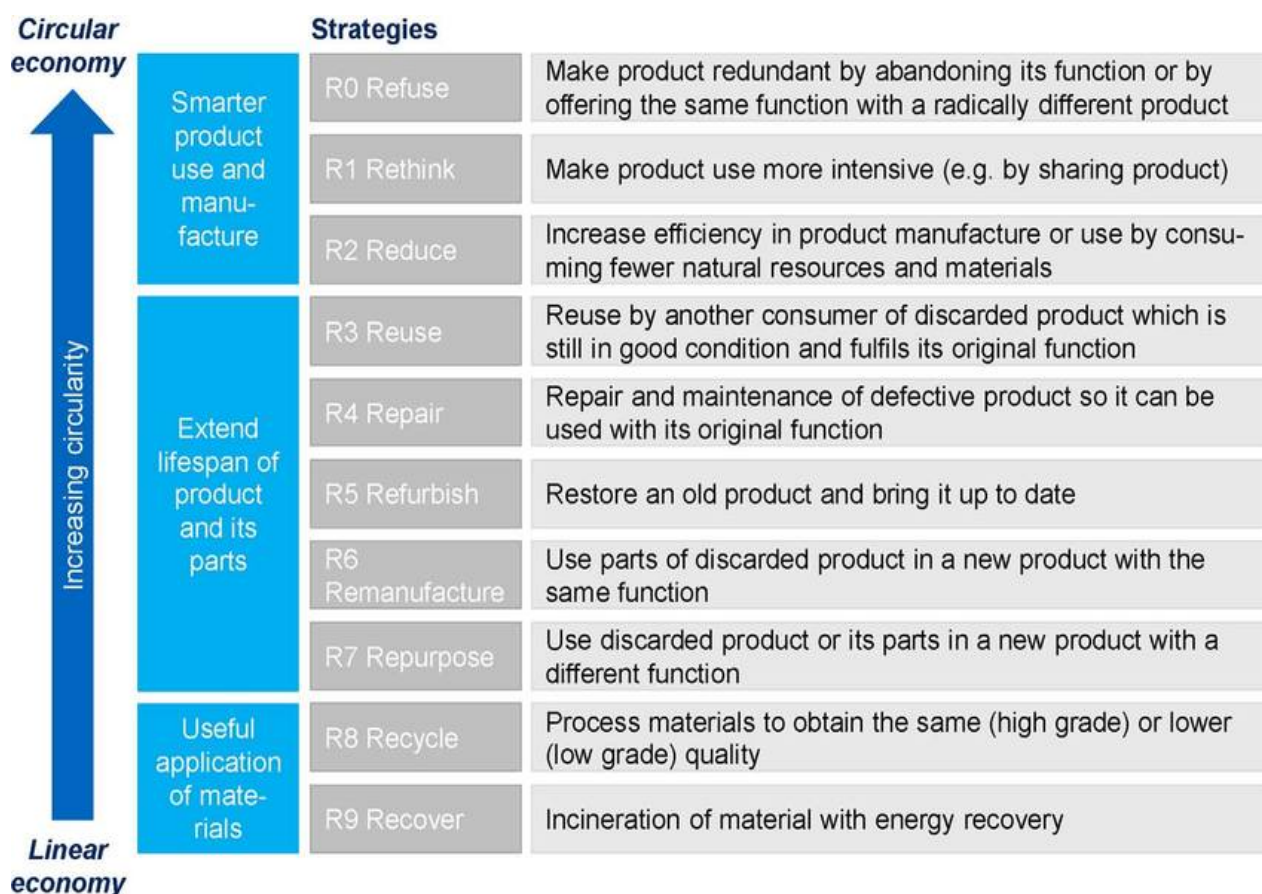 Circular
economy
Strategies
Increasing circularity
Smarter
product
use and
manu-
facture
R0 Refuse
Make product redundant by abandoning its function or by
offering the same function with a radically different product
R1 Rethink
Make product use more intensive (e.g. by sharing product)
R2 Reduce
Increase efficiency in product manufacture or use by consu-
ming fewer natural resources and materials
Extend
lifespan of
product
and its
parts
R3 Reuse
Reuse by another consumer of discarded product which is
still in good condition and fulfils its original function
R4 Repair
Repair and maintenance of defective product so it can be
used with its original function
R5 Refurbish
Restore an old product and bring it up to date
R6
Remanufacture
Use parts of discarded product in a new product with the
same function
R7 Repurpose
Use discarded product or its parts in a new product with a
different function
Useful
application
of mate-
rials
R8 Recycle
Process materials to obtain the same (high grade) or lower
(low grade) quality
R9 Recover
Incineration of material with energy recovery
Linear
economy